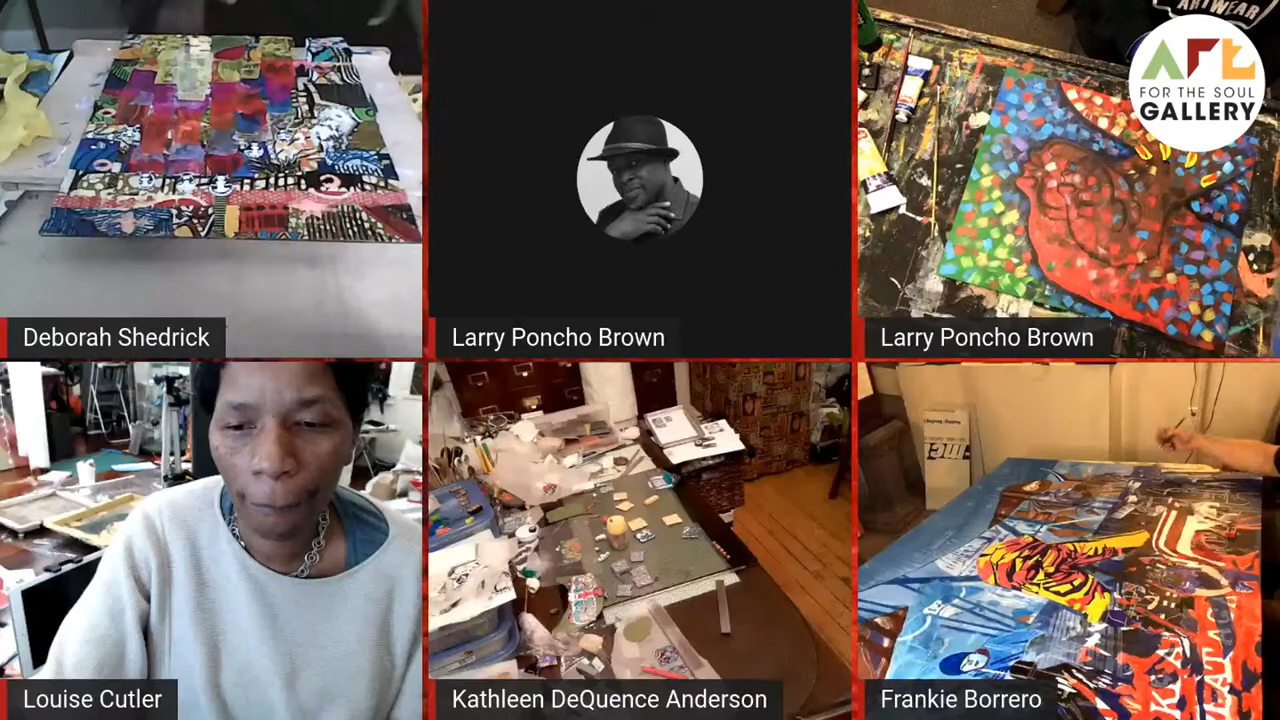 ARTWEAR
ART
FOR THE SOUL
GALLERY
Deborah Shedrick
Larry Poncho Brown
Larry Poncho Brown
Louise Cutler
Kathleen DeQuence Anderson
Frankie Borrero